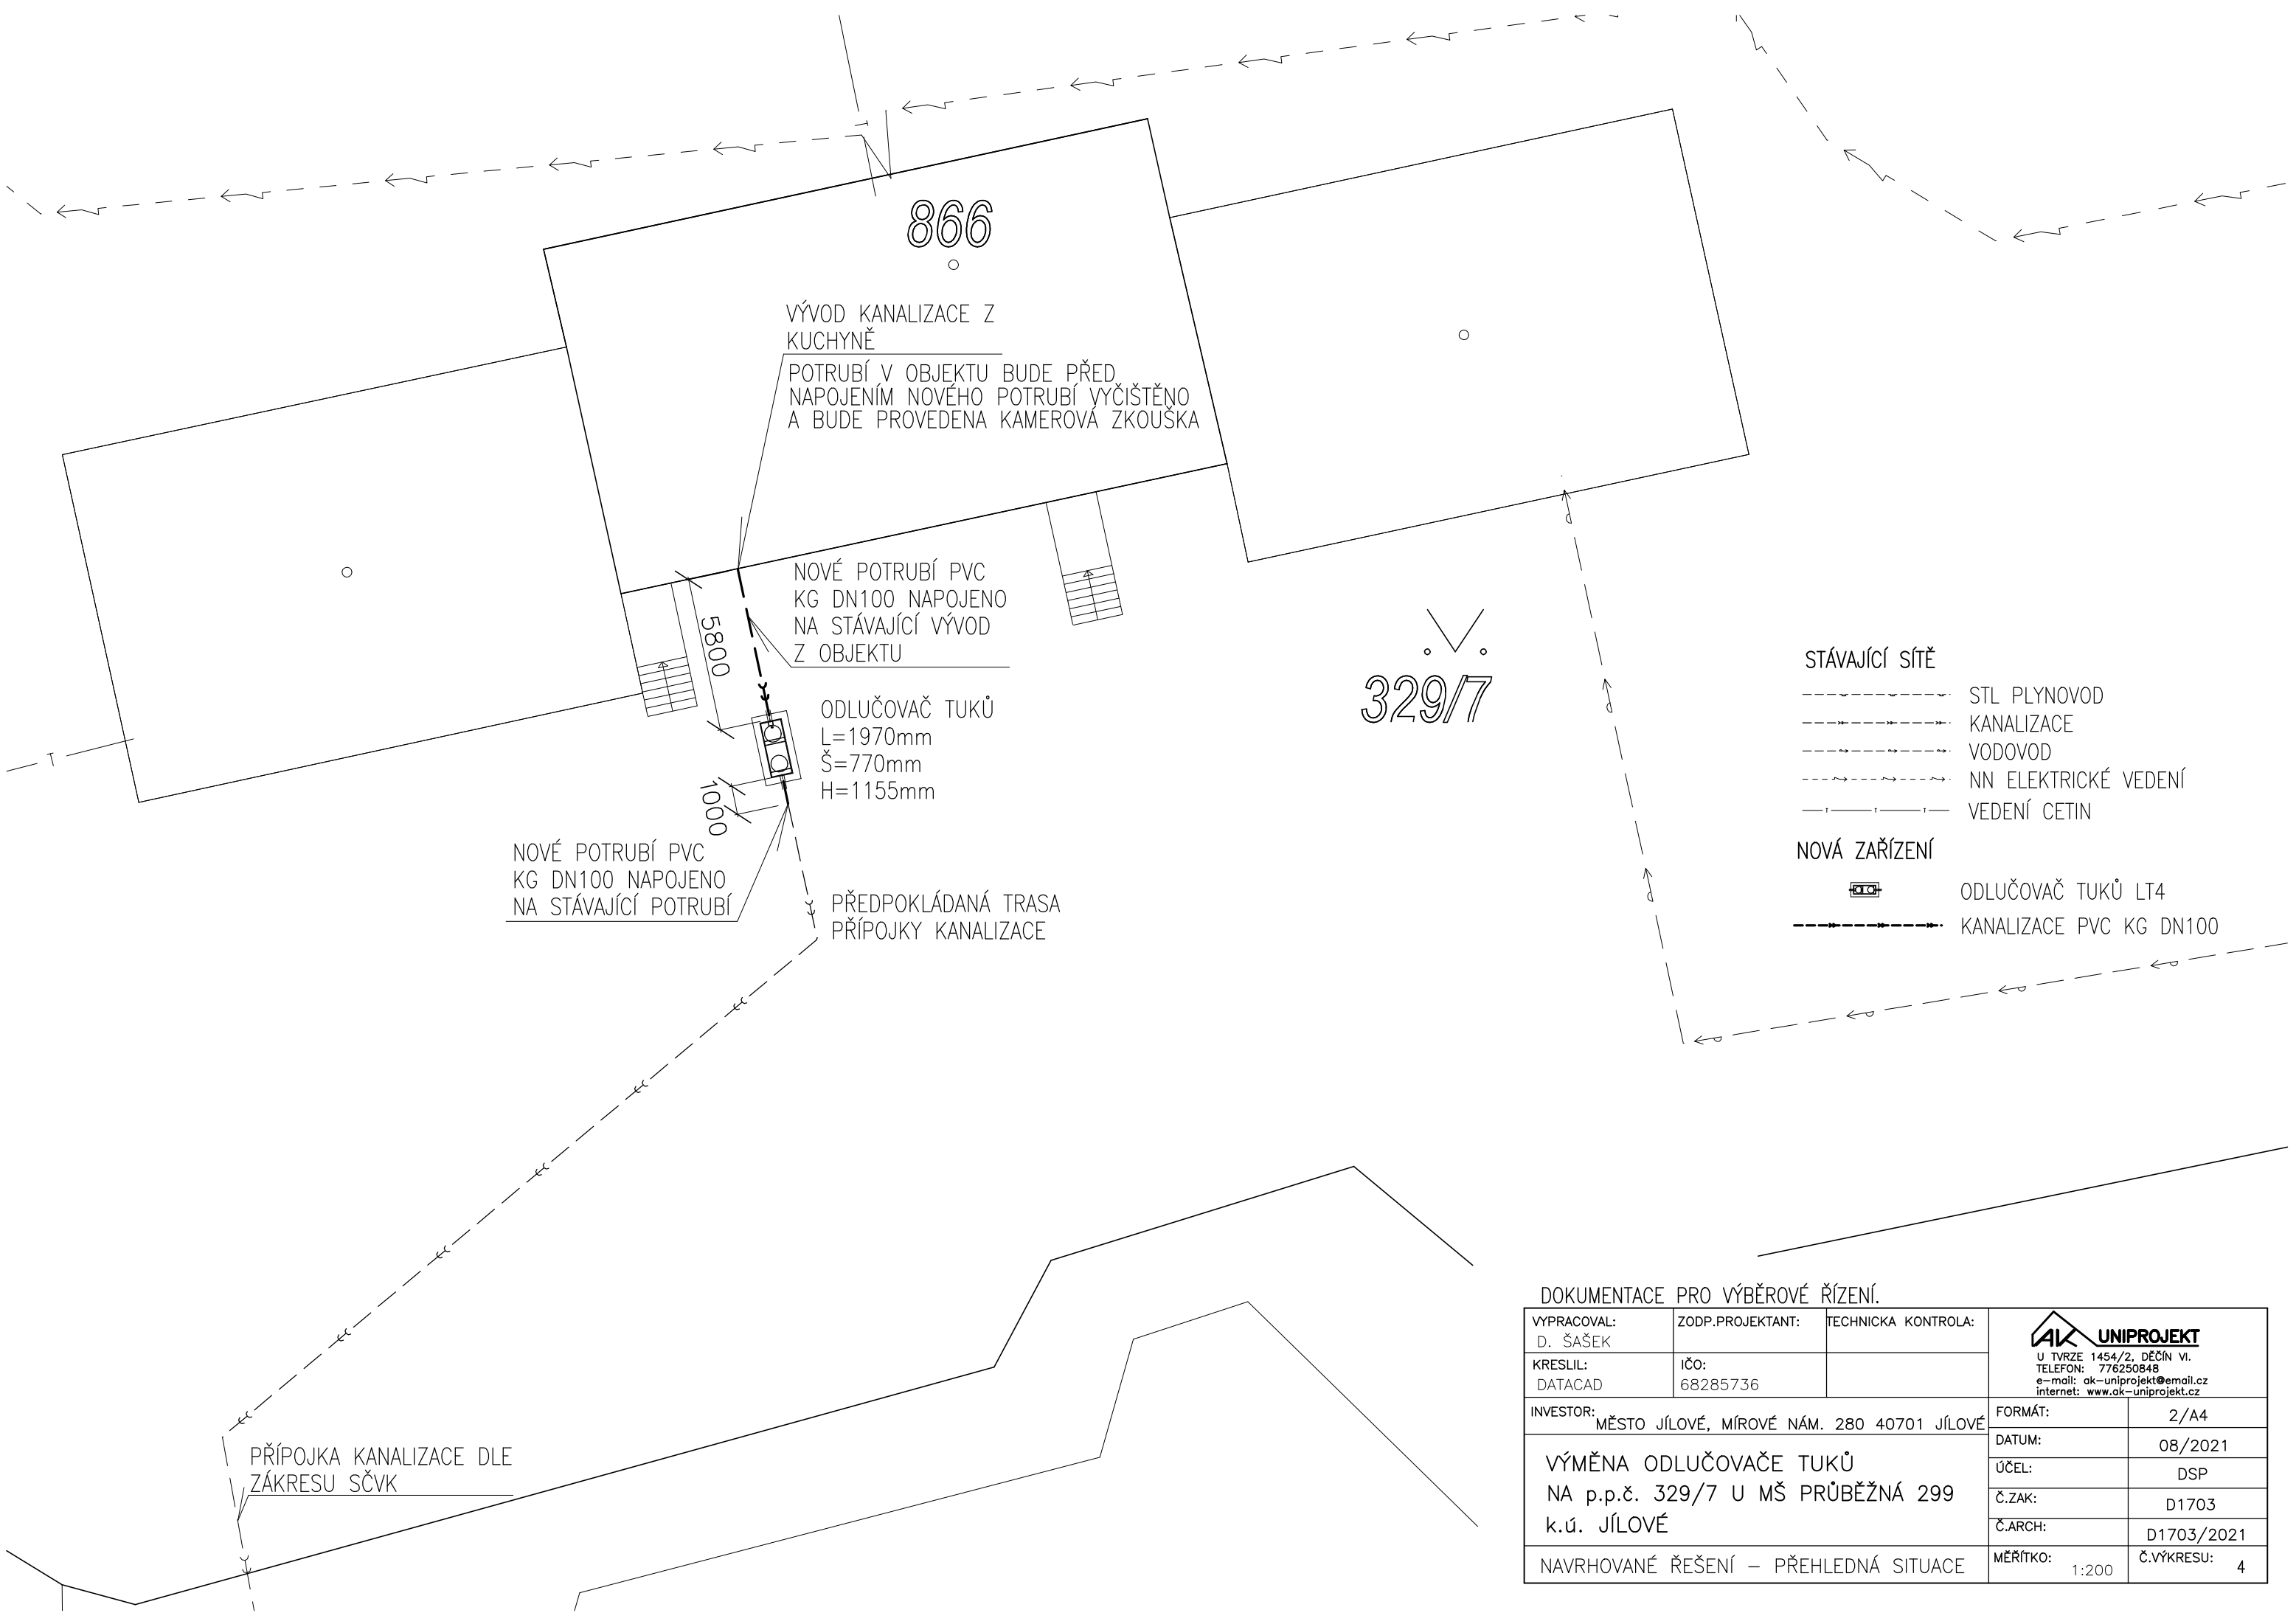 866
VÝVOD KANALIZACE Z
KUCHYNĚ
POTRUBÍ V OBJEKTU BUDE PŘED
NAPOJENÍM NOVÉHO POTRUBÍ VYČIŠTĚNO
A BUDE PROVEDENA KAMEROVÁ ZKOUŠKA
NOVÉ POTRUBÍ PVC
KG DN100 NAPOJENO
NA STÁVAJÍCÍ VÝVOD
Z OBJEKTU
5800
ODLUČOVAČ TUKŮ
L=1970mm
Š=770mm
H=1155mm
1000
NOVÉ POTRUBÍ PVC
KG DN100 NAPOJENO
NA STÁVAJÍCÍ POTRUBÍ
PŘEDPOKLÁDANÁ TRASA
PŘÍPOJKY KANALIZACE
329/7
T
STÁVAJÍCÍ SÍTĚ
STL PLYNOVOD
KANALIZACE
VODOVOD
NN ELEKTRICKÉ VEDENÍ
VEDENÍ CETIN
NOVÁ ZAŘÍZENÍ
ODLUČOVAČ TUKŮ LT4
KANALIZACE PVC KG DN100
PŘÍPOJKA KANALIZACE DLE
ZÁKRESU SČVK
DOKUMENTACE PRO VÝBĚROVÉ ŘÍZENÍ.
VYPRACOVAL:
D. ŠAŠEK
ZODP.PROJEKTANT:
TECHNICKA KONTROLA:
KRESLIL:
DATACAD
IČO:
68285736
AK UNIPROJEKT
U TVRZE 1454/2, DĚČÍN VI.
TELEFON: 776250848
e-mail: ak-uniprojekt@email.cz
internet: www.ak-uniprojekt.cz
INVESTOR: MĚSTO JÍLOVÉ, MÍROVÉ NÁM. 280 40701 JÍLOVÉ
VÝMĚNA ODLUČOVAČE TUKŮ
NA p.p.č. 329/7 U MŠ PRŮBĚŽNÁ 299
k.ú. JÍLOVÉ
NAVRHOVANÉ ŘEŠENÍ – PŘEHLEDNÁ SITUACE
FORMÁT: 2/A4
DATUM: 08/2021
ÚČEL: DSP
Č.ZAK: D1703
Č.ARCH: D1703/2021
MĚŘÍTKO: 1:200
Č.VÝKRESU: 4